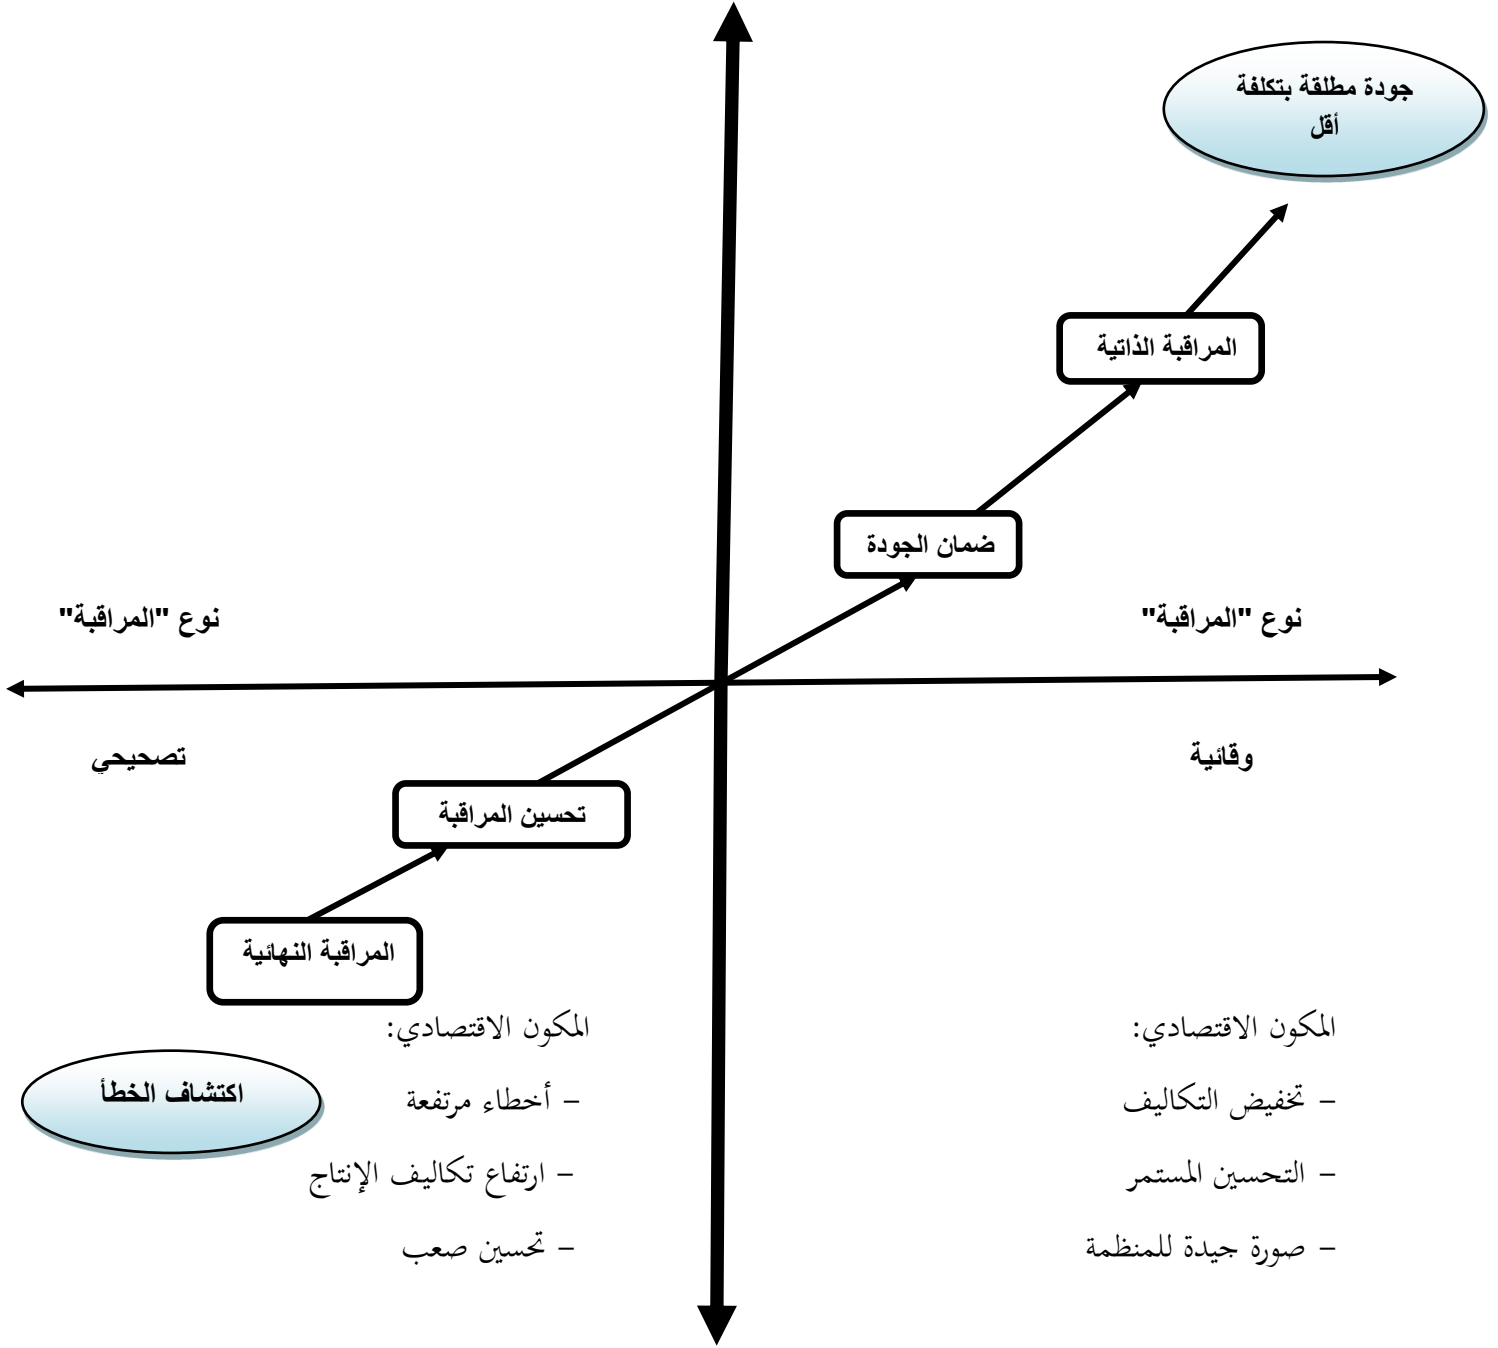 جودة مطلقة بتكلفة
أقل
المراقبة الذاتية
ضمان الجودة
نوع "المراقبة"
نوع "المراقبة"
وقائية
تصحيحي
تحسين المراقبة
المراقبة النهائية
المكون الاقتصادي:
– تخفيض التكاليف
– التحسين المستمر
– صورة جيدة للمنظمة
المكون الاقتصادي:
– أخطاء مرتفعة
– ارتفاع تكاليف الإنتاج
– تحسين صعب
اكتشاف الخطأ